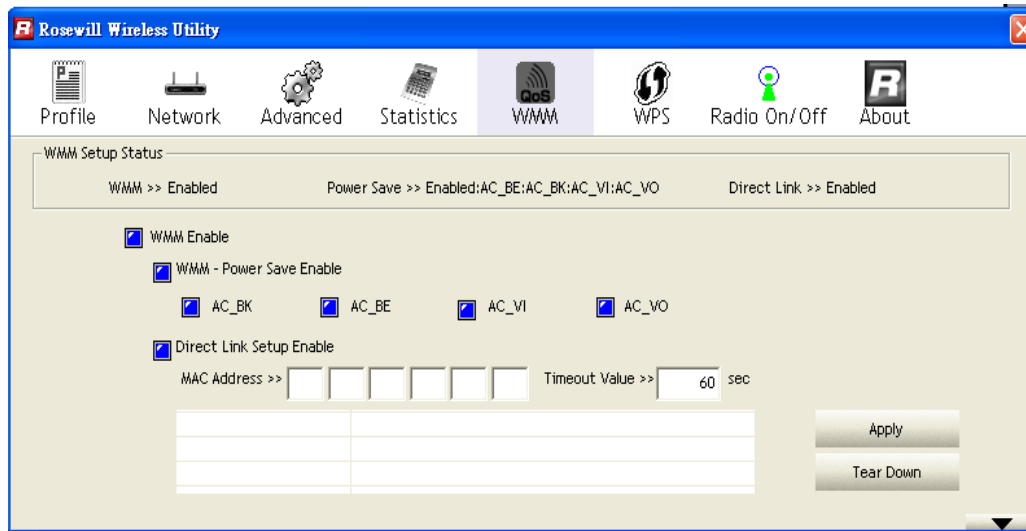 R Rosewill Wireless Utility
Profile Network Advanced Statistics QoS WMM WPS Radio On/Off R About
WMM Setup Status
WMM >> Enabled Power Save >> Enabled:AC_BE:AC_BK:AC_VI:AC_VO Direct Link >> Enabled
WMM Enable
WMM - Power Save Enable
AC_BK AC_BE AC_VI AC_VO
Direct Link Setup Enable
MAC Address >> Timeout Value >> 60 sec
Apply
Tear Down